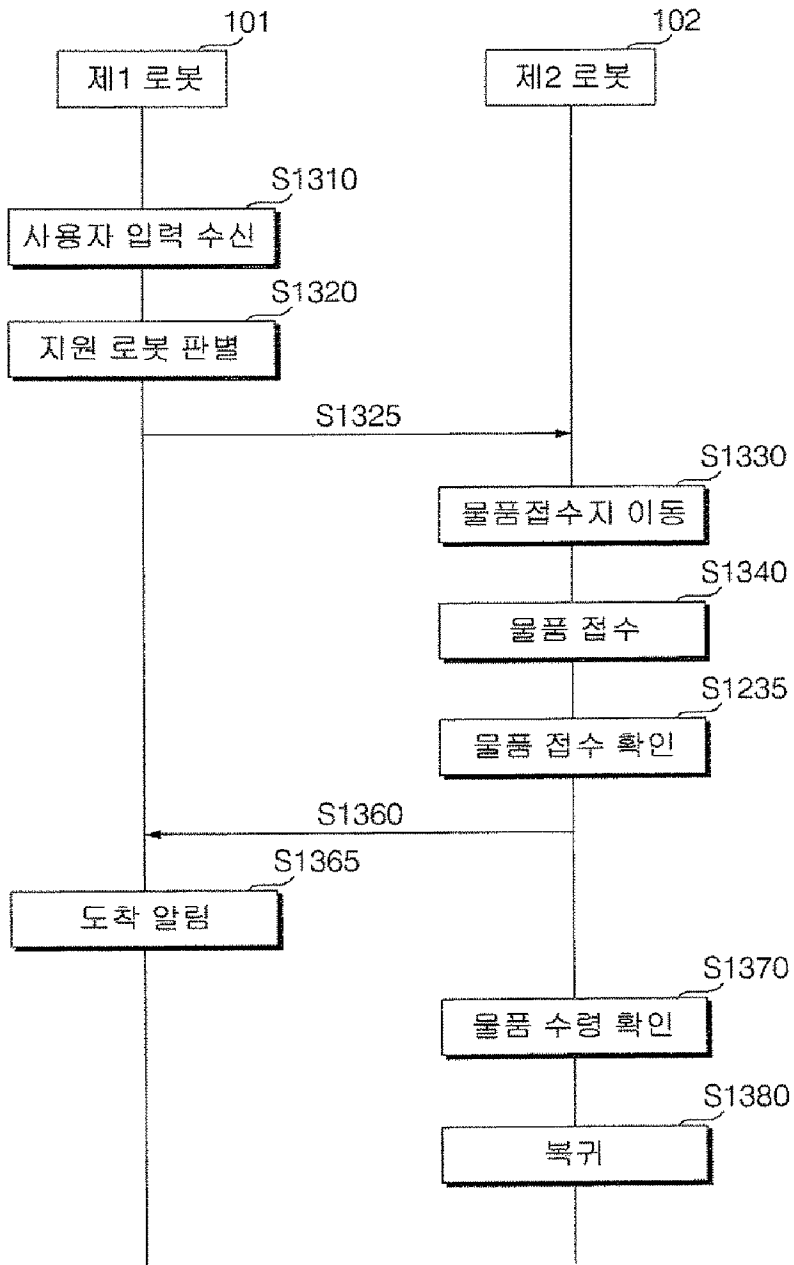 101
102
제1 로봇
제2 로봇
S1310
사용자 입력 수신
S1320
지원 로봇 판별
S1325
S1330
물품접수지 이동
S1340
물품 접수
S1235
물품 접수 확인
S1360
S1365
도착 알림
S1370
물품 수령 확인
S1380
복귀